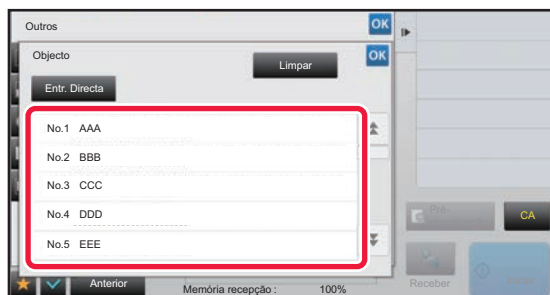 Outros
OK
Objecto
OK
Limpar
Entr. Directa
No.1 AAA
No.2 BBB
No.3 CCC
No.4 DDD
No.5 EEE
CA
Anterior
Memória recepção : 100%
Receber